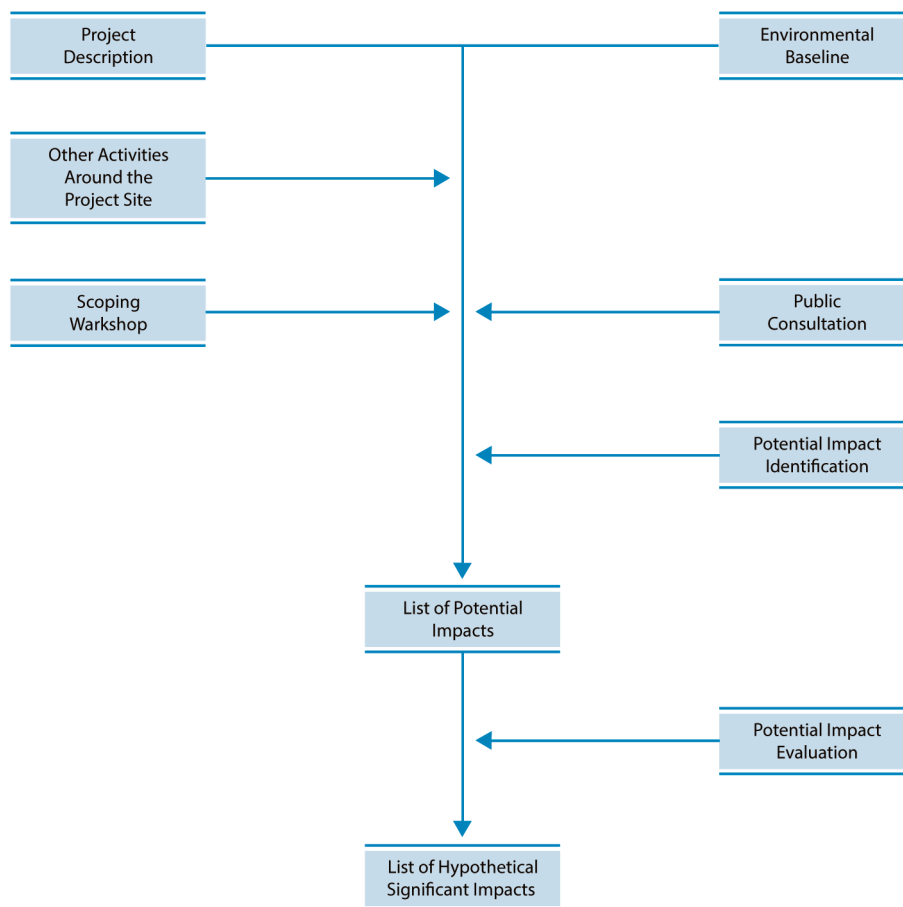 Project
Description
Environmental
Baseline
Other Activities
Around the
Project Site
Scoping
Warkshop
Public
Consultation
Potential Impact
Identification
List of Potential
Impacts
Potential Impact
Evaluation
List of Hypothetical
Significant Impacts